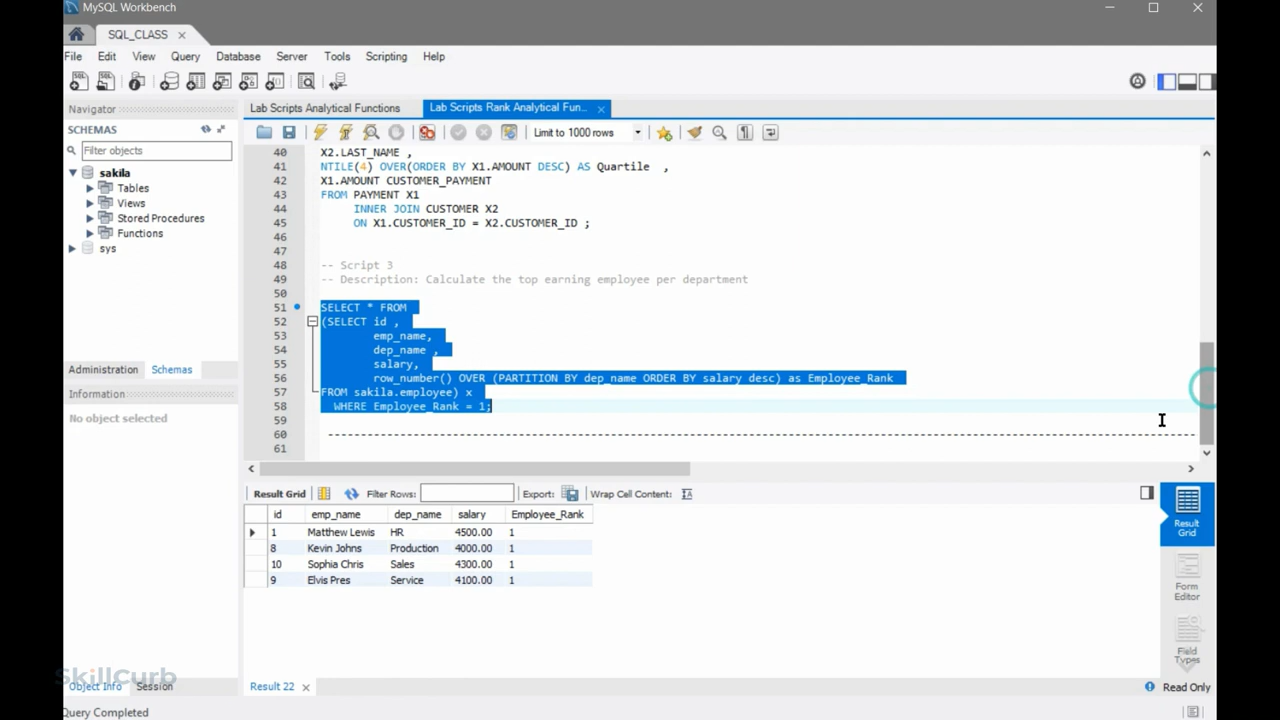 MySQL Workbench
SQL_CLASS
File Edit View Query Database Server Tools Scripting Help
Navigator
SCHEMAS
Filter objects
sakila
Tables
Views
Stored Procedures
Functions
sys
Administration Schemas
Information
No object selected
Object Info Session
Query Completed
Lab Scripts Analytical Functions Lab Scripts Rank Analytical Fun...
Limit to 1000 rows
40 X2.LAST_NAME ,
41 NTILE(4) OVER(ORDER BY X1.AMOUNT DESC) AS Quartile ,
42 X1.AMOUNT CUSTOMER_PAYMENT
43 FROM PAYMENT X1
44 INNER JOIN CUSTOMER X2
45 ON X1.CUSTOMER_ID = X2.CUSTOMER_ID ;
46
47
48 -- Script 3
49 -- Description: Calculate the top earning employee per department
50
51 SELECT * FROM
52 (SELECT id ,
53 emp_name,
54 dep_name ,
55 salary,
56 row_number() OVER (PARTITION BY dep_name ORDER BY salary desc) as Employee_Rank
57 FROM sakila.employee) x
58 WHERE Employee_Rank = 1;
59
60 --------------------------------------------------------------------------------
61
Result Grid Filter Rows: Export: Wrap Cell Content:
id emp_name dep_name salary Employee_Rank
1 Matthew Lewis HR 4500.00 1
8 Kevin Johns Production 4000.00 1
10 Sophia Chris Sales 4300.00 1
9 Elvis Pres Service 4100.00 1
Result Grid
Form Editor
Field Types
Result 22
Read Only
SkillCurb